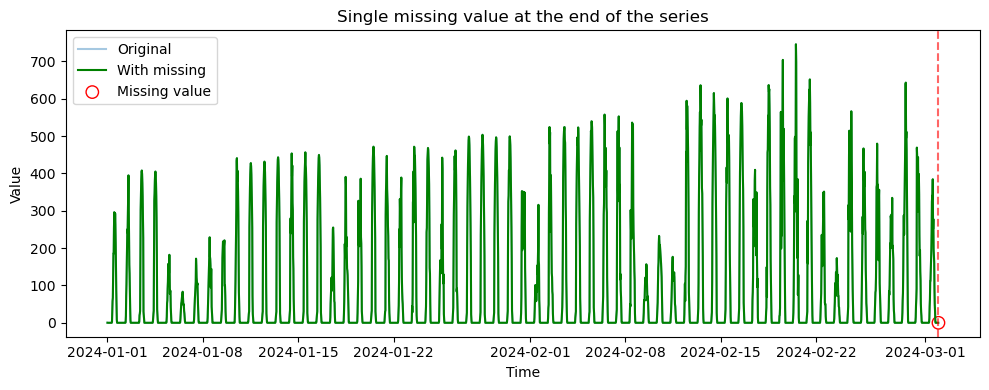 Single missing value at the end of the series
Original
With missing
Missing value
Value
700
600
500
400
300
200
100
0
2024-01-01 2024-01-08 2024-01-15 2024-01-22 2024-02-01 2024-02-08 2024-02-15 2024-02-22 2024-03-01
Time